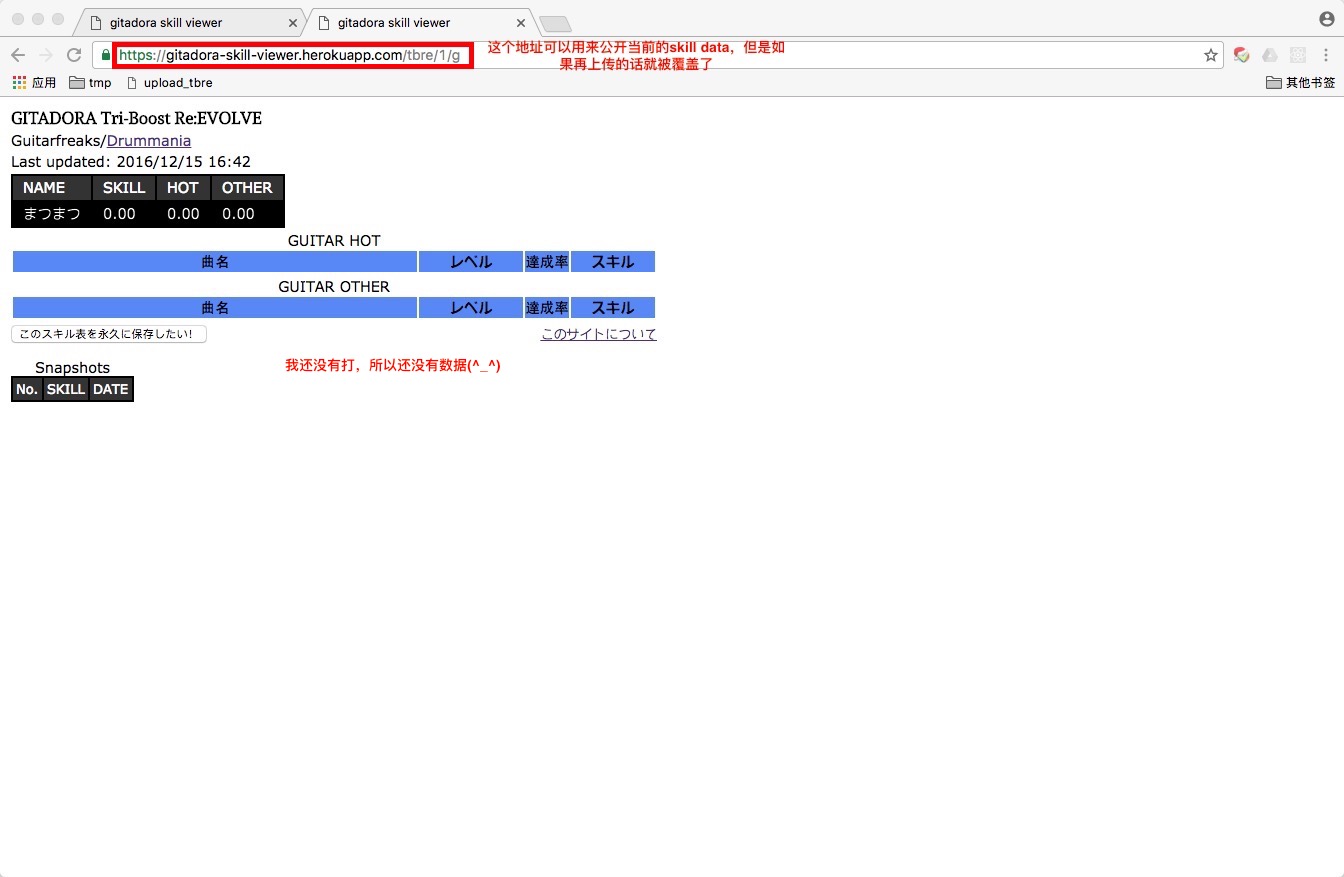 gitadora skill viewer
gitadora skill viewer
https://gitadora-skill-viewer.herokuapp.com/tbre/1/g
这个地址可以用来公开当前的skill data，但是如
果再上传的话就被覆盖了
应用 tmp upload_tbre 其他书签
GITADORA Tri-Boost Re:EVOLVE
Guitarfreaks/Drummania
Last updated: 2016/12/15 16:42
NAME SKILL HOT OTHER
まつまつ 0.00 0.00 0.00
GUITAR HOT
曲名 レベル 達成率 スキル
GUITAR OTHER
曲名 レベル 達成率 スキル
このスキル表を永久に保存したい! このサイトについて
Snapshots
我还没有打，所以还没有数据(^_^)
No. SKILL DATE